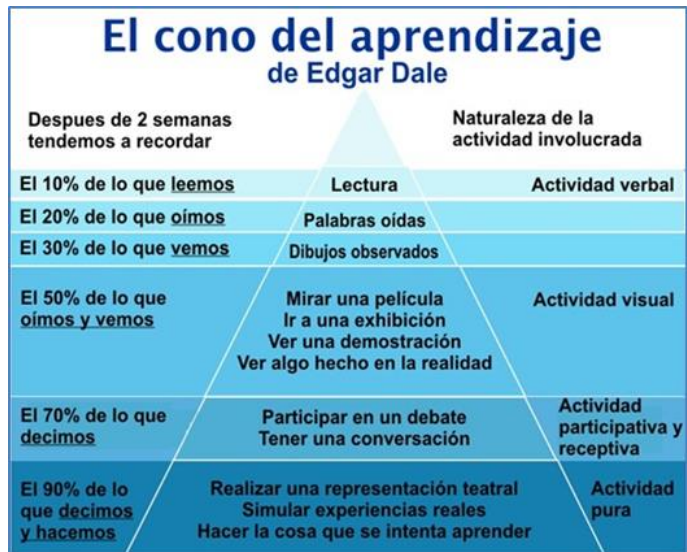 El cono del aprendizaje
de Edgar Dale
Despues de 2 semanas
tendemos a recordar
Naturaleza de la
actividad involucrada
El 10% de lo que leemos
Lectura
Actividad verbal
El 20% de lo que oímos
Palabras oídas
El 30% de lo que vemos
Dibujos observados
El 50% de lo que
oímos y vemos
Mirar una película
Ir a una exhibición
Ver una demostración
Ver algo hecho en la realidad
Actividad visual
El 70% de lo que
decimos
Participar en un debate
Tener una conversación
Actividad
participativa y
receptiva
El 90% de lo
que decimos
y hacemos
Realizar una representación teatral
Simular experiencias reales
Hacer la cosa que se intenta aprender
Actividad
pura